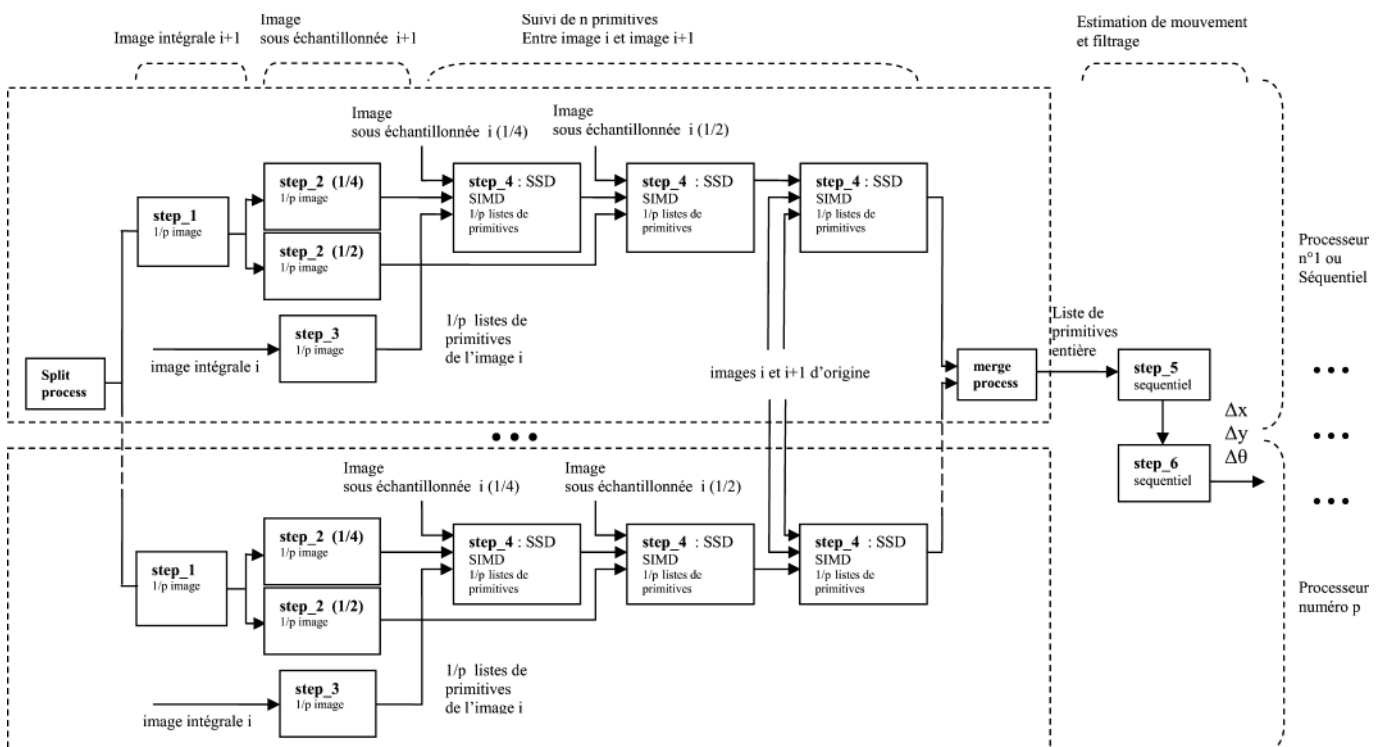 Image intégrale i+1
Image
sous échantillonnée i+1
Suivi de n primitives
Entre image i et image i+1
Estimation de mouvement
et filtrage
Image
sous échantillonnée i (1/4)
Image
sous échantillonnée i (1/2)
step_1
1/p image
step_2 (1/4)
1/p image
step_2 (1/2)
1/p image
step_4 : SSD
SIMD
1/p listes de
primitives
step_4 : SSD
SIMD
1/p listes de
primitives
step_4 : SSD
SIMD
1/p listes de
primitives
Processeur
n°1 ou
Séquentiel
step_3
1/p image
image intégrale i
1/p listes de
primitives
de l'image i
Split
process
images i et i+1 d'origine
merge
process
Liste de
primitives
entière
step_5
sequentiel
Δx
Δy
Δθ
step_6
sequentiel
• • •
• • •
• • •
• • •
Image
sous échantillonnée i (1/4)
Image
sous échantillonnée i (1/2)
step_1
1/p image
step_2 (1/4)
1/p image
step_2 (1/2)
1/p image
step_4 : SSD
SIMD
1/p listes de
primitives
step_4 : SSD
SIMD
1/p listes de
primitives
step_4 : SSD
SIMD
1/p listes de
primitives
Processeur
numéro p
step_3
1/p image
image intégrale i
1/p listes de
primitives
de l'image i